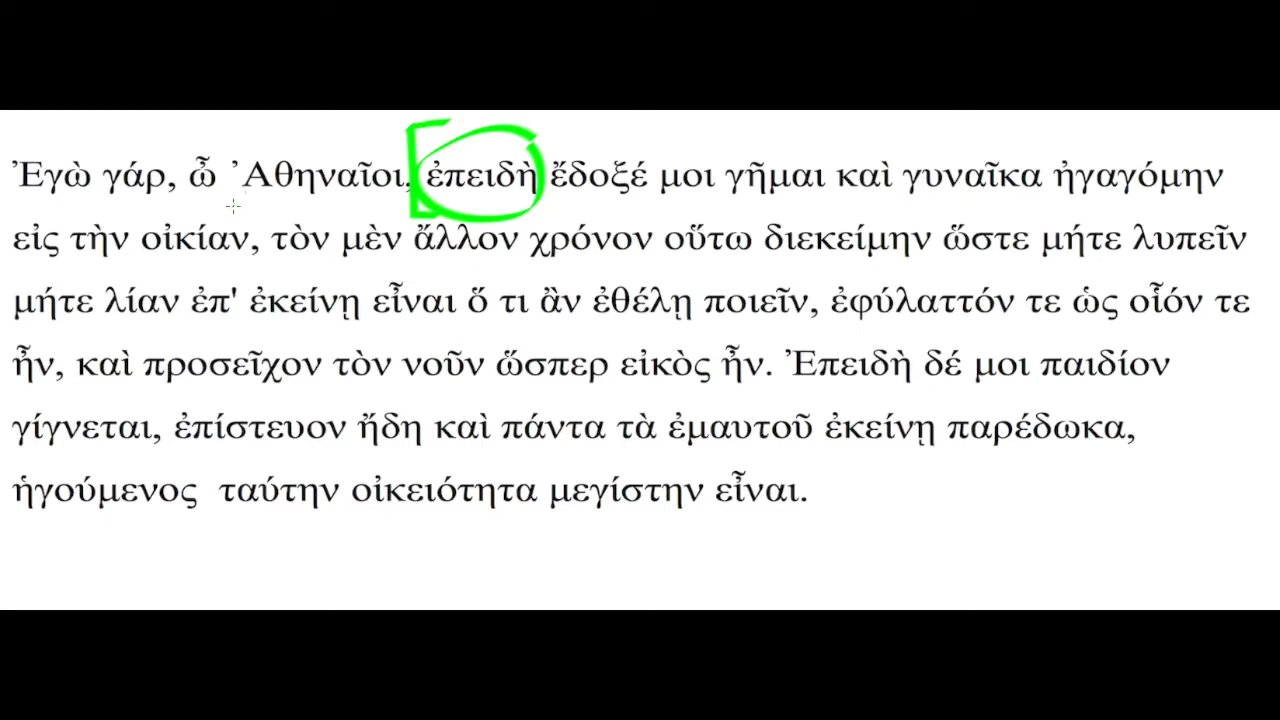 Ἐγὼ γάρ, ὦ Ἀθηναῖοι, ἐπειδὴ ἔδοξέ μοι γῆμαι καὶ γυναῖκα ἠγαγόμην
εἰς τὴν οἰκίαν, τὸν μὲν ἄλλον χρόνον οὕτω διεκείμην ὥστε μήτε λυπεῖν
μήτε λίαν ἐπ' ἐκείνῃ εἶναι ὅ τι ἂν ἐθέλῃ ποιεῖν, ἐφύλαττόν τε ὡς οἷόν τε
ἦν, καὶ προσεῖχον τὸν νοῦν ὥσπερ εἰκὸς ἦν. Ἐπειδὴ δέ μοι παιδίον
γίγνεται, ἐπίστευον ἤδη καὶ πάντα τὰ ἐμαυτοῦ ἐκείνῃ παρέδωκα,
ἡγούμενος ταύτην οἰκειότητα μεγίστην εἶναι.